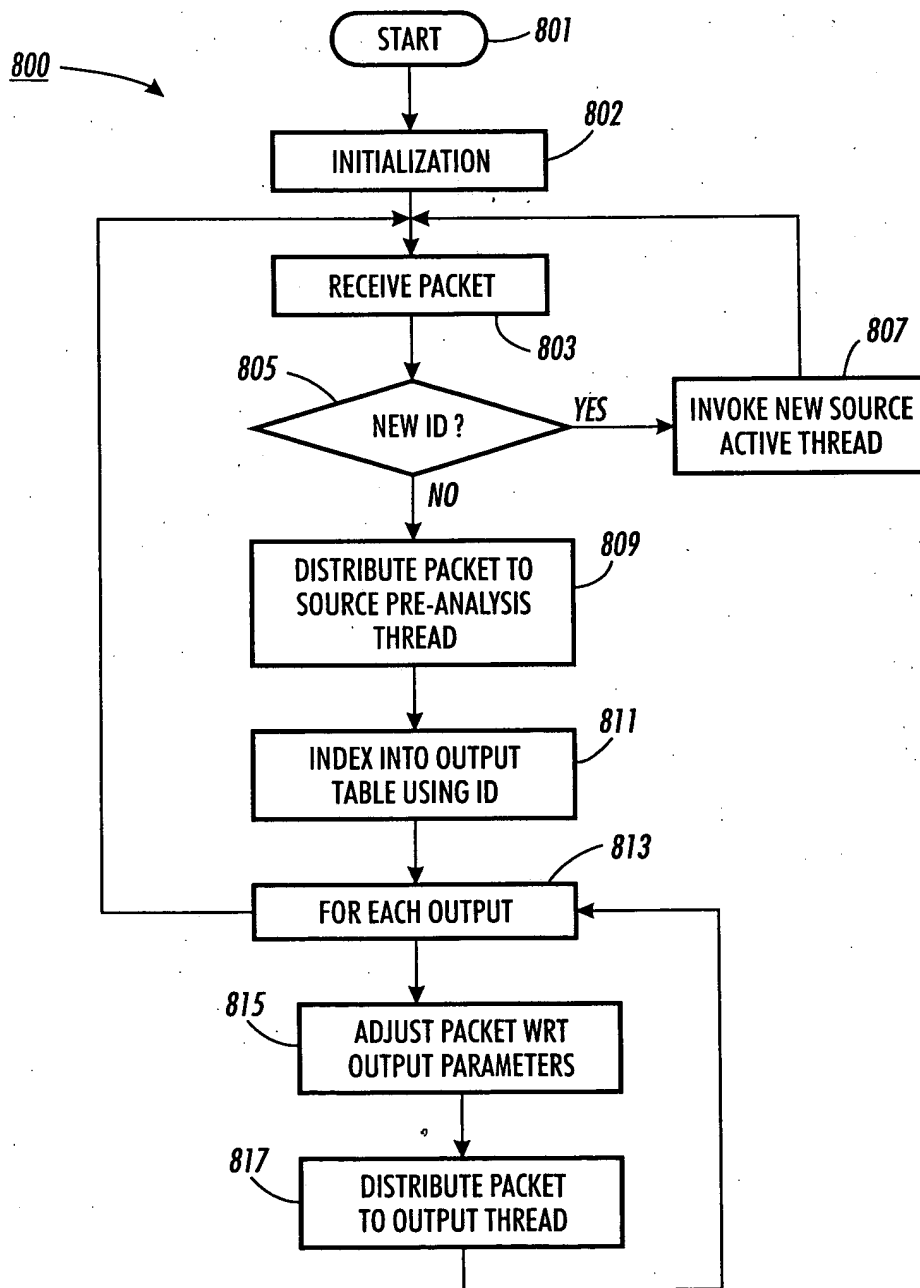 START
801
800
802
INITIALIZATION
RECEIVE PACKET
803
807
805
NEW ID ?
YES
INVOKE NEW SOURCE
ACTIVE THREAD
NO
809
DISTRIBUTE PACKET TO
SOURCE PRE-ANALYSIS
THREAD
811
INDEX INTO OUTPUT
TABLE USING ID
813
FOR EACH OUTPUT
815
ADJUST PACKET WRT
OUTPUT PARAMETERS
817
DISTRIBUTE PACKET
TO OUTPUT THREAD